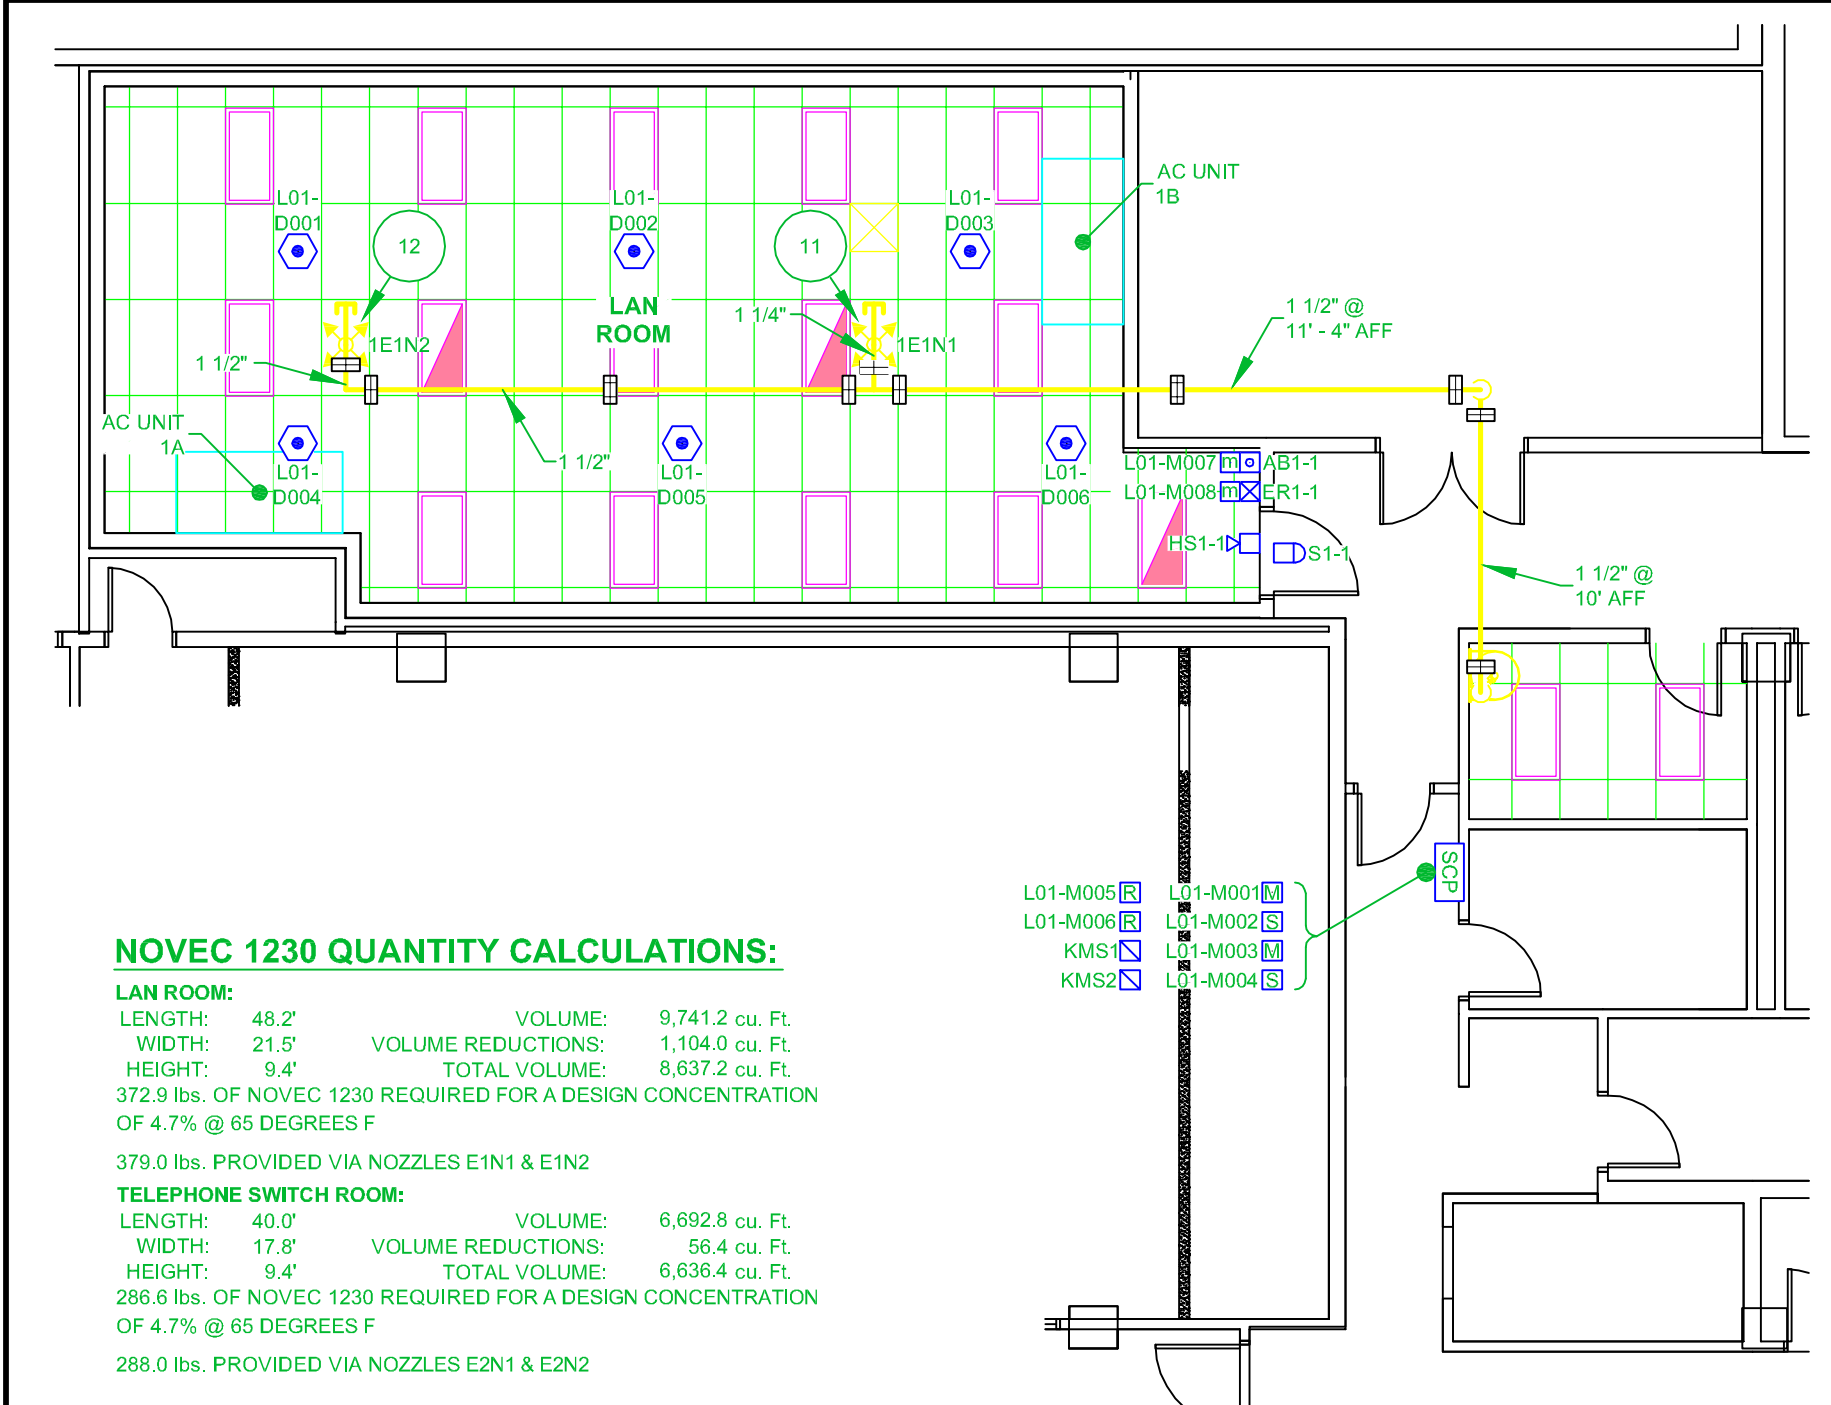 AC UNIT
1B
L01-
D001
L01-
D002
L01-
D003
12
11
LAN
ROOM
1 1/4"
1 1/2" @
11' - 4" AFF
1E1N2
1E1N1
1 1/2"
AC UNIT
1A
1 1/2"
L01-
D004
L01-
D005
L01-
D006
L01-M007 m AB1-1
L01-M008 m ER1-1
HS1-1
S1-1
1 1/2" @
10' AFF
SCP
L01-M005 R L01-M001 M
L01-M006 R L01-M002 S
KMS1 L01-M003 M
KMS2 L01-M004 S
NOVEC 1230 QUANTITY CALCULATIONS:
LAN ROOM:
LENGTH: 48.2' VOLUME: 9,741.2 cu. Ft.
WIDTH: 21.5' VOLUME REDUCTIONS: 1,104.0 cu. Ft.
HEIGHT: 9.4' TOTAL VOLUME: 8,637.2 cu. Ft.
372.9 lbs. OF NOVEC 1230 REQUIRED FOR A DESIGN CONCENTRATION
OF 4.7% @ 65 DEGREES F
379.0 lbs. PROVIDED VIA NOZZLES E1N1 & E1N2
TELEPHONE SWITCH ROOM:
LENGTH: 40.0' VOLUME: 6,692.8 cu. Ft.
WIDTH: 17.8' VOLUME REDUCTIONS: 56.4 cu. Ft.
HEIGHT: 9.4' TOTAL VOLUME: 6,636.4 cu. Ft.
286.6 lbs. OF NOVEC 1230 REQUIRED FOR A DESIGN CONCENTRATION
OF 4.7% @ 65 DEGREES F
288.0 lbs. PROVIDED VIA NOZZLES E2N1 & E2N2